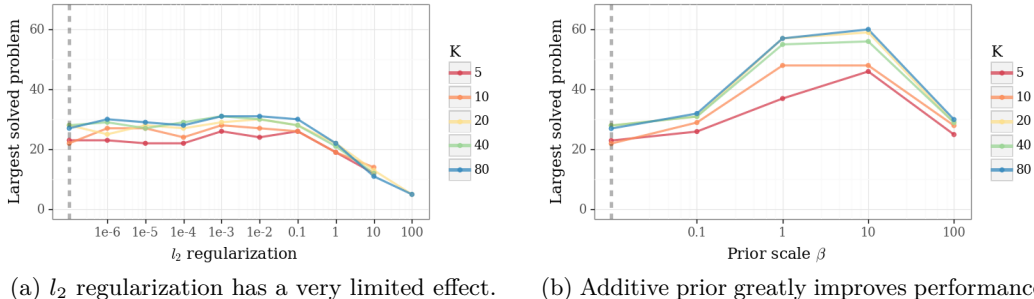 60
40
20
0
Largest solved problem
1e-6 1e-5 1e-4 1e-3 1e-2 0.1 1 10 100
l₂ regularization
K
5
10
20
40
80
60
40
20
0
Largest solved problem
0.1 1 10 100
Prior scale β
K
5
10
20
40
80
(a) l₂ regularization has a very limited effect.
(b) Additive prior greatly improves performanc